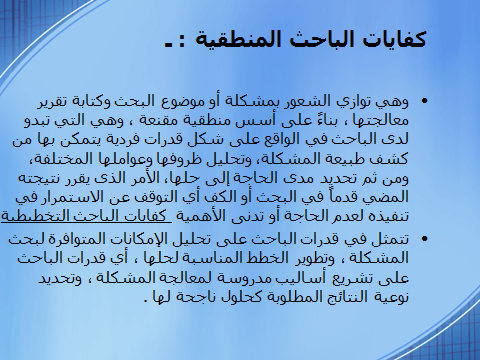 كفايات الباحث المنطقية : ـ
• وهي توازي الشعور بمشكلة أو موضوع البحث وكتابة تقرير
معالجتها ، بناءً على أسس منطقية مقنعة ، وهي التي تبدو
لدى الباحث في الواقع على شكل قدرات فردية يتمكن بها من
كشف طبيعة المشكلة، وتحليل ظروفها وعواملها المختلفة،
ومن ثم تحديد مدى الحاجة إلى حلها، الأمر الذى يقرر نتيجته
المضي قدماً في البحث أو الكف أي التوقف عن الاستمرار في
تنفيذه لعدم الحاجة أو تدنى الأهمية كفايات الباحث التخطيطية
• تتمثل في قدرات الباحث على تحليل الإمكانات المتوافرة لبحث
المشكلة ، وتطوير الخطط المناسبة لحلها ، أي قدرات الباحث
على تشريع أساليب مدروسة لمعالجة المشكلة ، وتحديد
نوعية النتائج المطلوبة كحلول ناجحة لها .